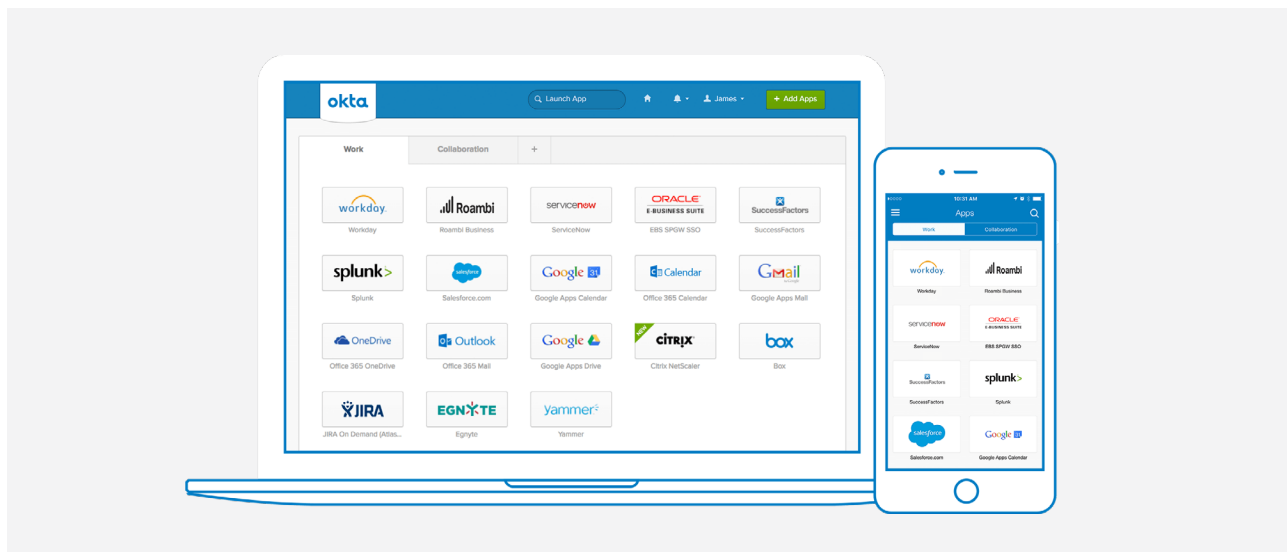 okta
Launch App
James
+ Add Apps
Work
Collaboration
+
workday.
Roambi
servicenow
ORACLE
E-BUSINESS SUITE
SuccessFactors
Workday
Roambi Business
ServiceNow
EBS SPGW SSO
SuccessFactors
splunk>
salesforce
Google 31
Calendar
Gmail
Splunk
Salesforce.com
Google Apps Calendar
Office 365 Calendar
Google Apps Mail
OneDrive
Outlook
Google
NEW
CITRIX
box
Office 365 OneDrive
Office 365 Mail
Google Apps Drive
Citrix NetScaler
Box
JIRA
EGNYTE
yammer
JIRA On Demand (Atlas...
Egnyte
Yammer
10:31 AM
Apps
Work
Collaboration
workday.
Roambi
Workday
Roambi Business
servicenow
ORACLE
E-BUSINESS SUITE
ServiceNow
EBS SPGW SSO
SuccessFactors
splunk>
SuccessFactors
Splunk
salesforce
Google 31
Salesforce.com
Google Apps Calendar